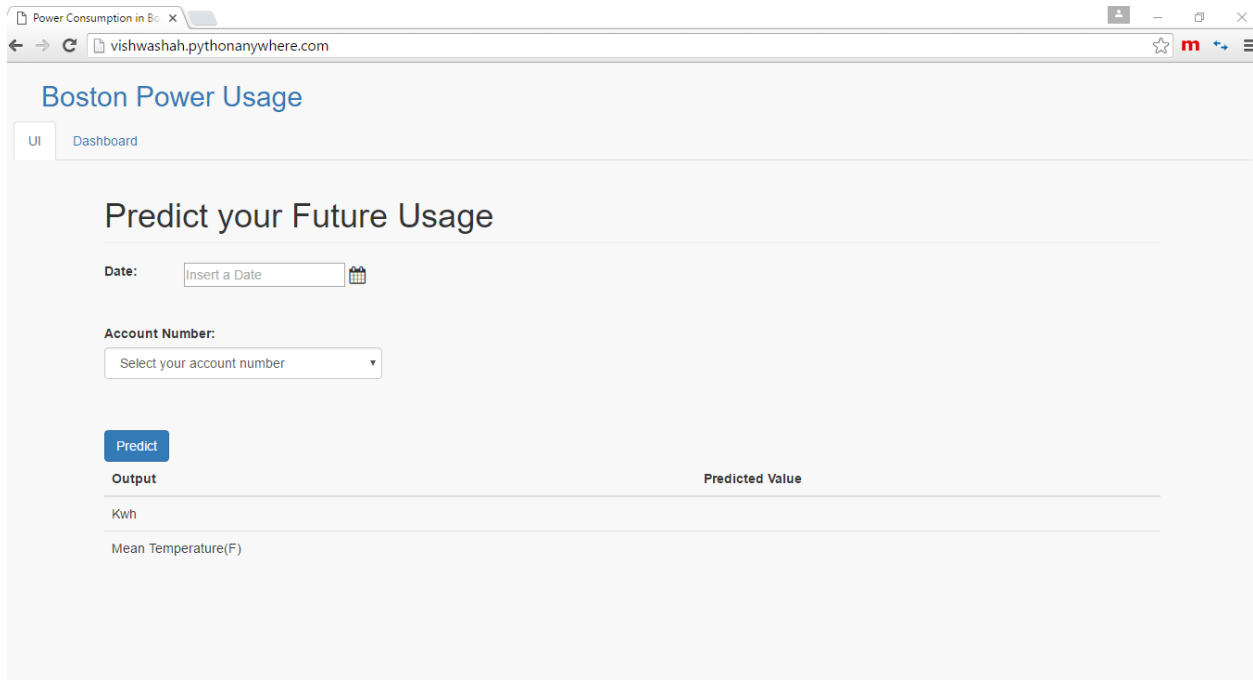 Power Consumption in Bo
vishwashah.pythonanywhere.com
m
Boston Power Usage
UI Dashboard
Predict your Future Usage
Date: Insert a Date
Account Number:
Select your account number
Predict
Output Predicted Value
Kwh
Mean Temperature(F)